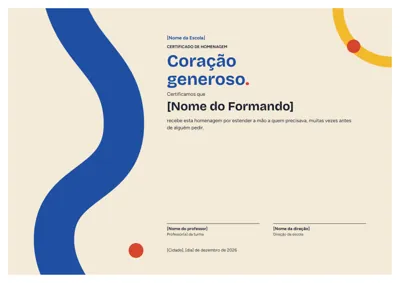 [Nome da Escola]
CERTIFICADO DE HOMENAGEM
Coração
generoso.
Certificamos que
[Nome do Formando]
recebe esta homenagem por estender a mão a quem precisava, muitas vezes antes
de alguém pedir.
[Nome do professor]
Professor(a) da turma
[Nome da direção]
Direção da escola
[Cidade], [dia] de dezembro de 2026